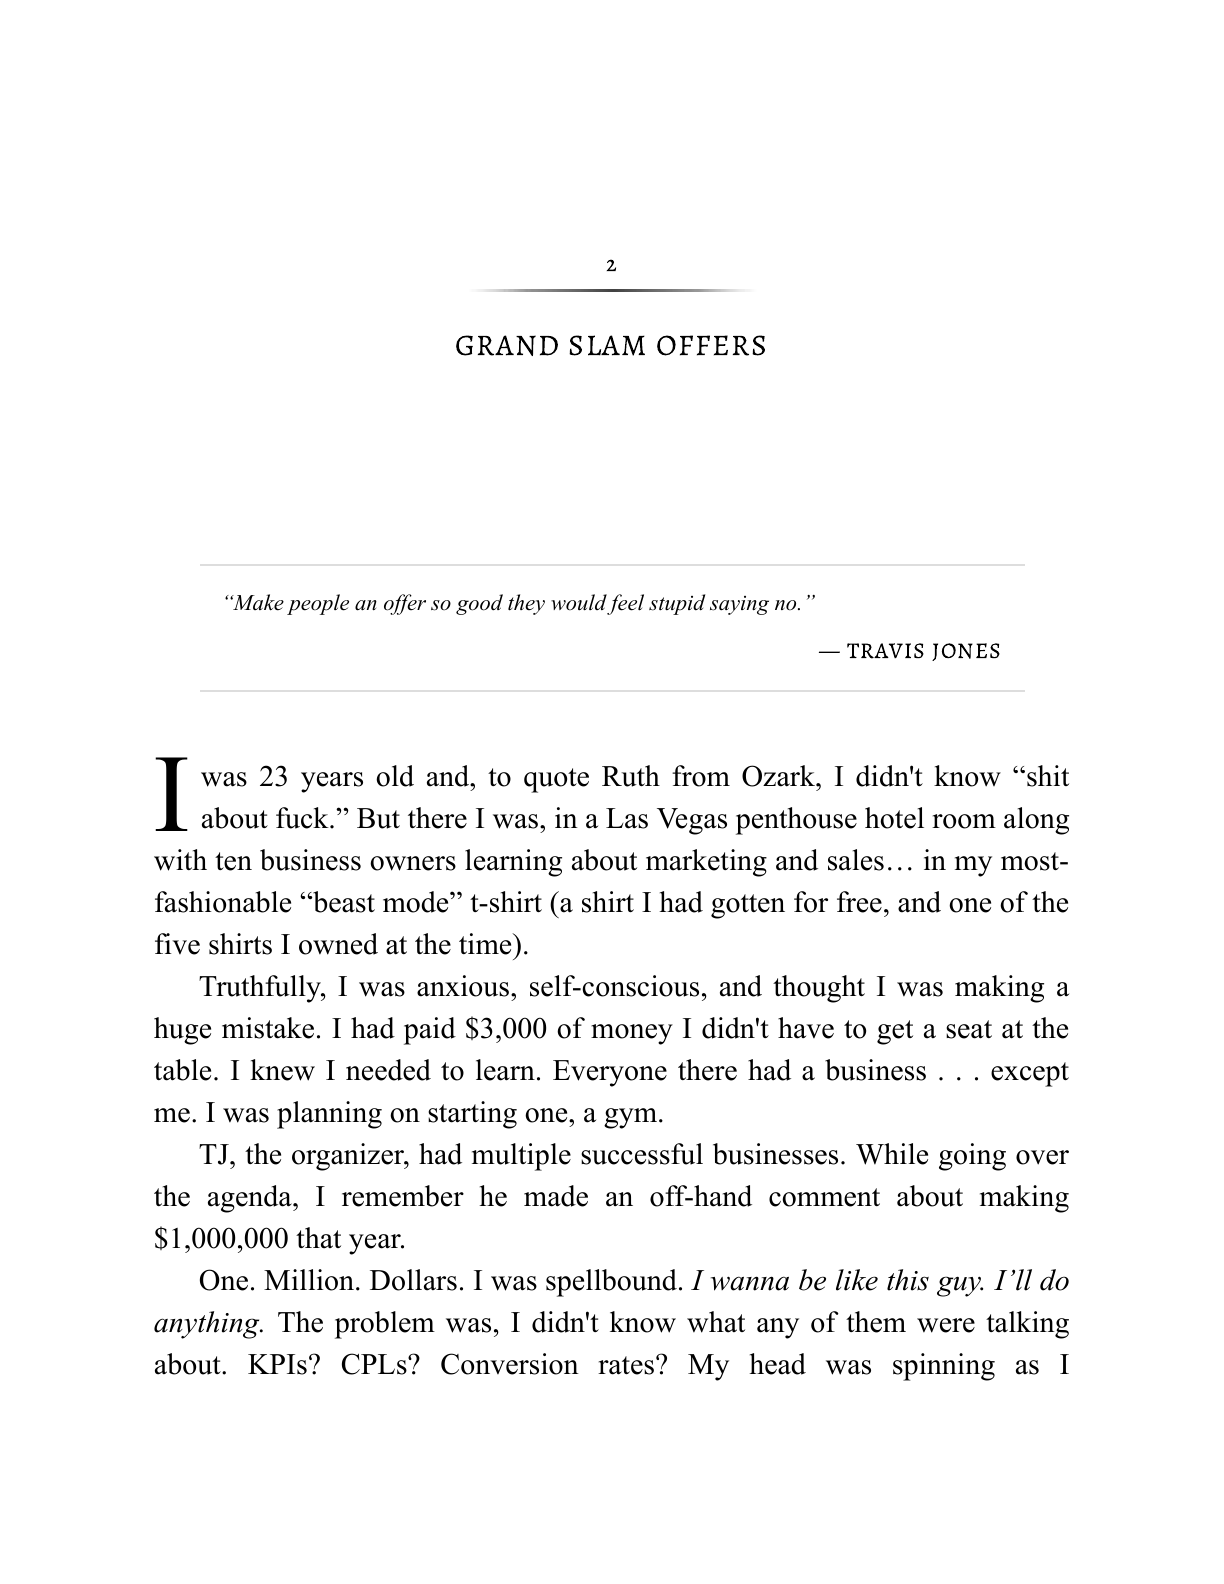 2
GRAND SLAM OFFERS
“Make people an offer so good they would feel stupid saying no.”
— TRAVIS JONES
I was 23 years old and, to quote Ruth from Ozark, I didn't know “shit
about fuck.” But there I was, in a Las Vegas penthouse hotel room along
with ten business owners learning about marketing and sales… in my most-
fashionable “beast mode” t-shirt (a shirt I had gotten for free, and one of the
five shirts I owned at the time).
Truthfully, I was anxious, self-conscious, and thought I was making a
huge mistake. I had paid $3,000 of money I didn't have to get a seat at the
table. I knew I needed to learn. Everyone there had a business . . . except
me. I was planning on starting one, a gym.
TJ, the organizer, had multiple successful businesses. While going over
the agenda, I remember he made an off-hand comment about making
$1,000,000 that year.
One. Million. Dollars. I was spellbound. I wanna be like this guy. I’ll do
anything. The problem was, I didn't know what any of them were talking
about. KPIs? CPLs? Conversion rates? My head was spinning as I